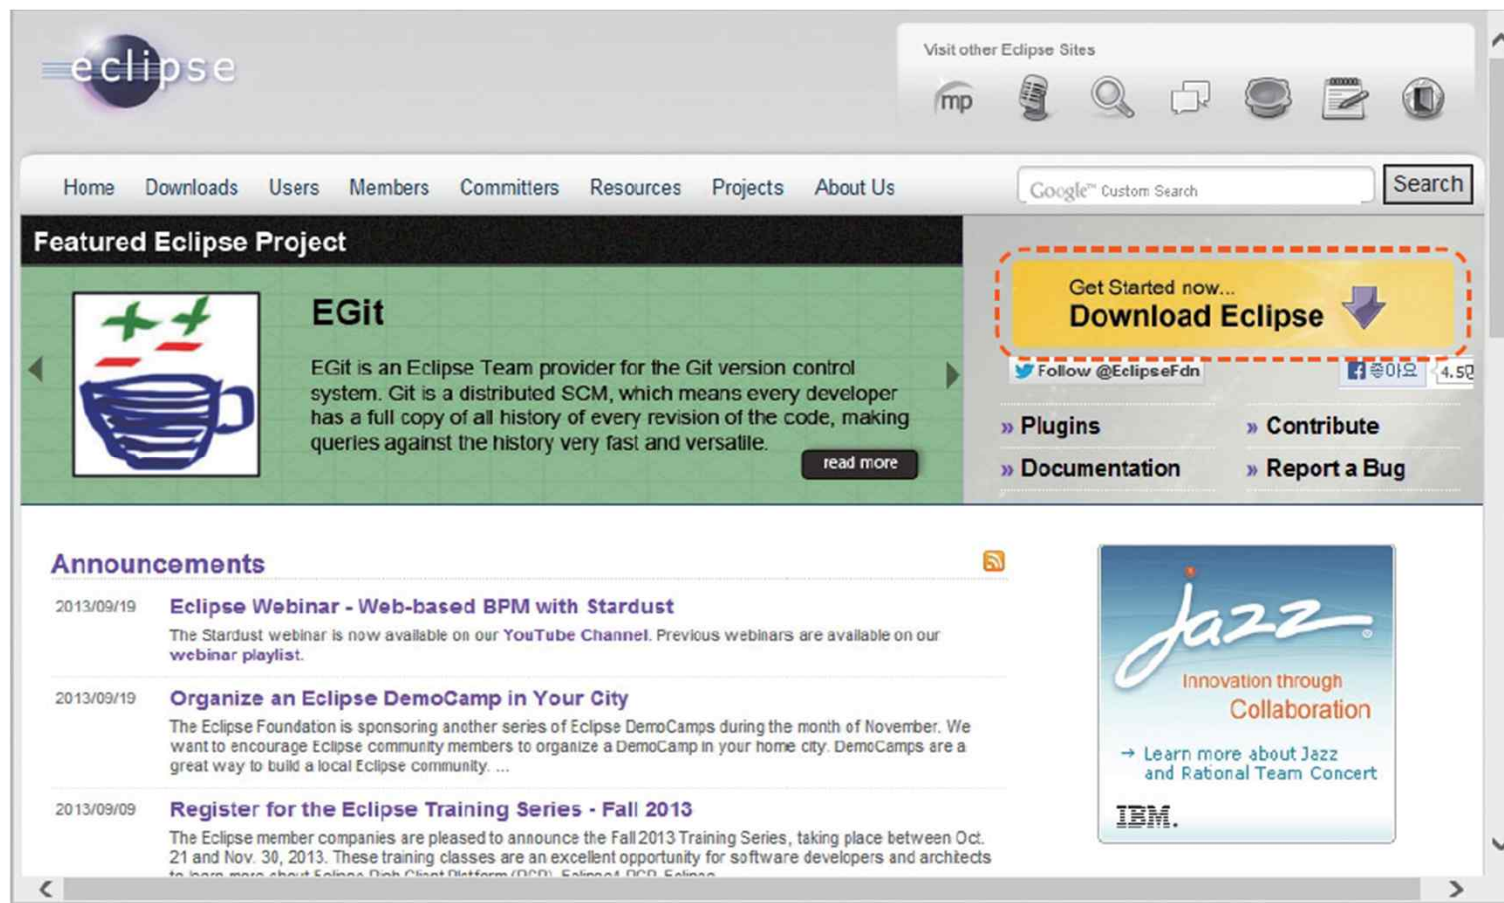 eclipse
Visit other Eclipse Sites
mp
Home Downloads Users Members Committers Resources Projects About Us
Google™ Custom Search
Search
Featured Eclipse Project
EGit
EGit is an Eclipse Team provider for the Git version control
system. Git is a distributed SCM, which means every developer
has a full copy of all history of every revision of the code, making
queries against the history very fast and versatile.
read more
Get Started now...
Download Eclipse
Follow @EclipseFdn
좋아요
» Plugins
» Contribute
» Documentation
» Report a Bug
Announcements
2013/09/19 Eclipse Webinar - Web-based BPM with Stardust
The Stardust webinar is now available on our YouTube Channel. Previous webinars are available on our
webinar playlist.
2013/09/19 Organize an Eclipse DemoCamp in Your City
The Eclipse Foundation is sponsoring another series of Eclipse DemoCamps during the month of November. We
want to encourage Eclipse community members to organize a DemoCamp in your home city. DemoCamps are a
great way to build a local Eclipse community. ...
2013/09/09 Register for the Eclipse Training Series - Fall 2013
The Eclipse member companies are pleased to announce the Fall 2013 Training Series, taking place between Oct.
21 and Nov. 30, 2013. These training classes are an excellent opportunity for software developers and architects
Jazz
Innovation through
Collaboration
→ Learn more about Jazz
and Rational Team Concert
IBM.